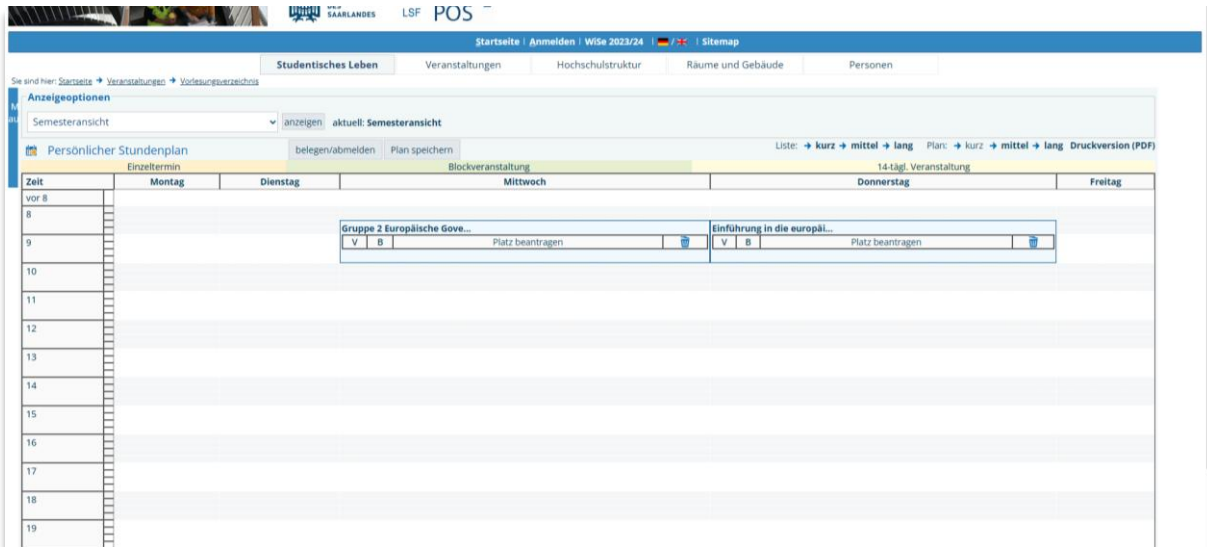 DES
SAARLANDES
LSF POS
Startseite | Anmelden | WiSe 2023/24 | / | Sitemap
Studentisches Leben Veranstaltungen Hochschulstruktur Räume und Gebäude Personen
Sie sind hier: Startseite → Veranstaltungen → Vorlesungsverzeichnis
M
au
Anzeigeoptionen
Semesteransicht anzeigen aktuell: Semesteransicht
Persönlicher Stundenplan belegen/abmelden Plan speichern Liste: → kurz → mittel → lang Plan: → kurz → mittel → lang Druckversion (PDF)
Einzeltermin Blockveranstaltung 14-tägl. Veranstaltung
Zeit Montag Dienstag Mittwoch Donnerstag Freitag
vor 8
8
Gruppe 2 Europäische Gove... Einführung in die europäi...
9 V B Platz beantragen V B Platz beantragen
10
11
12
13
14
15
16
17
18
19